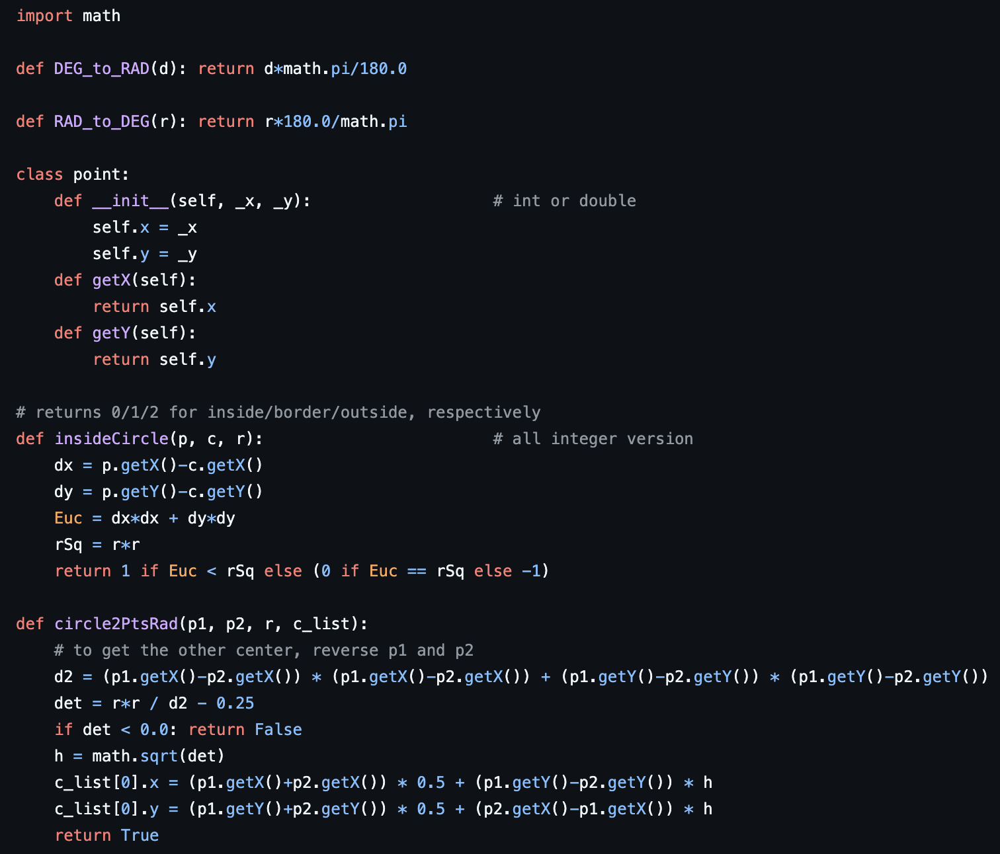 import math
def DEG_to_RAD(d): return d*math.pi/180.0
def RAD_to_DEG(r): return r*180.0/math.pi
class point:
    def __init__(self, _x, _y):                   # int or double
        self.x = _x
        self.y = _y
    def getX(self):
        return self.x
    def getY(self):
        return self.y
# returns 0/1/2 for inside/border/outside, respectively
def insideCircle(p, c, r):                        # all integer version
    dx = p.getX()-c.getX()
    dy = p.getY()-c.getY()
    Euc = dx*dx + dy*dy
    rSq = r*r
    return 1 if Euc < rSq else (0 if Euc == rSq else -1)
def circle2PtsRad(p1, p2, r, c_list):
    # to get the other center, reverse p1 and p2
    d2 = (p1.getX()-p2.getX()) * (p1.getX()-p2.getX()) + (p1.getY()-p2.getY()) * (p1.getY()-p2.getY())
    det = r*r / d2 - 0.25
    if det < 0.0: return False
    h = math.sqrt(det)
    c_list[0].x = (p1.getX()+p2.getX()) * 0.5 + (p1.getY()-p2.getY()) * h
    c_list[0].y = (p1.getY()+p2.getY()) * 0.5 + (p2.getX()-p1.getX()) * h
    return True